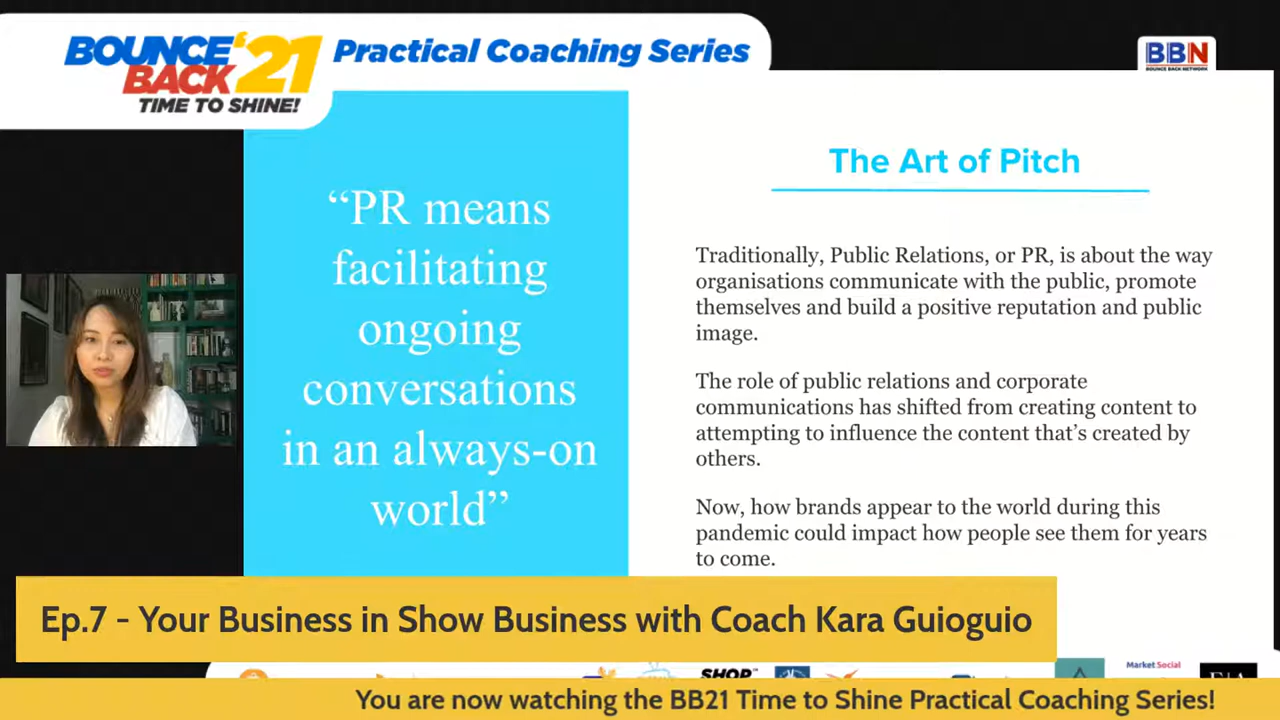 BOUNCE '21
BACK
TIME TO SHINE!
Practical Coaching Series
BBN
BOUNCE BACK NETWORK
“PR means
facilitating
ongoing
conversations
in an always-on
world”
The Art of Pitch
Traditionally, Public Relations, or PR, is about the way
organisations communicate with the public, promote
themselves and build a positive reputation and public
image.
The role of public relations and corporate
communications has shifted from creating content to
attempting to influence the content that’s created by
others.
Now, how brands appear to the world during this
pandemic could impact how people see them for years
to come.
Ep.7 - Your Business in Show Business with Coach Kara Guioguio
SHOP
Market Social
You are now watching the BB21 Time to Shine Practical Coaching Series!